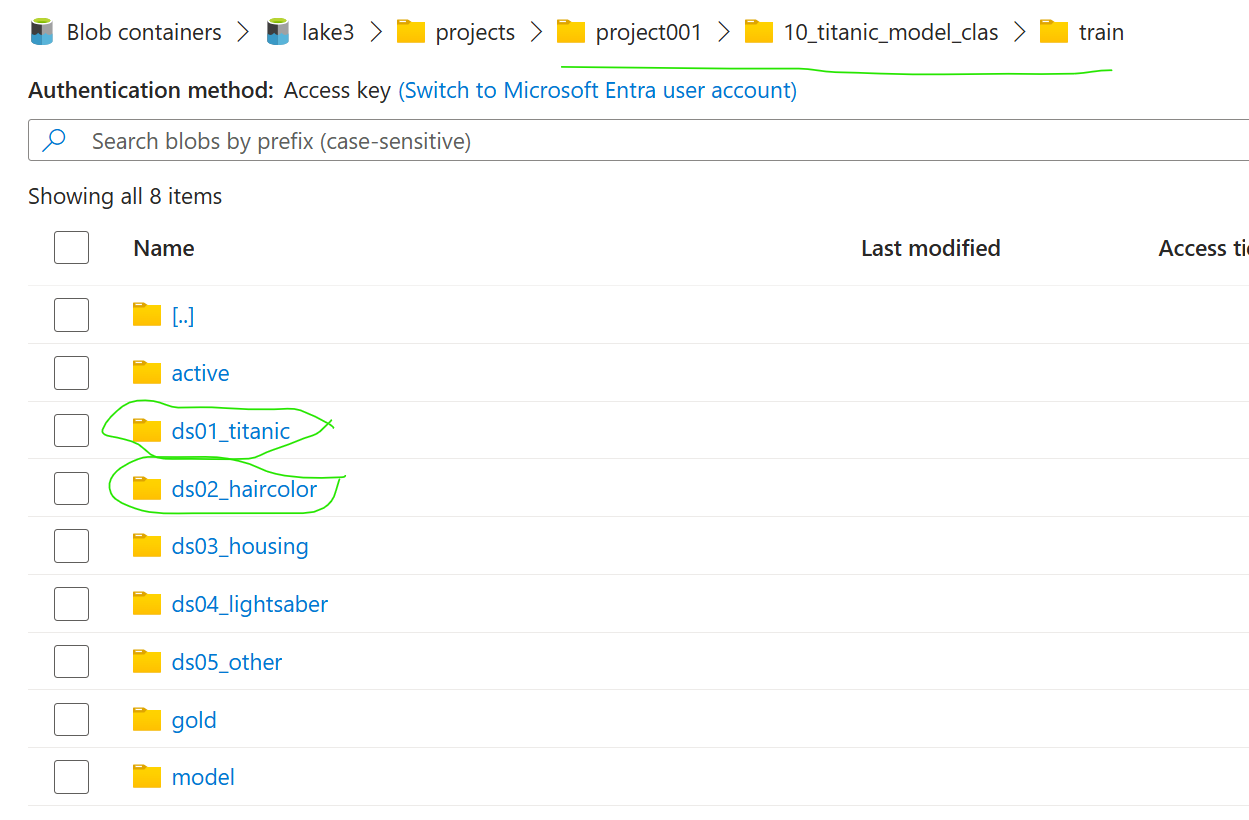 Blob containers > lake3 > projects > project001 > 10_titanic_model_clas > train
Authentication method: Access key (Switch to Microsoft Entra user account)
Search blobs by prefix (case-sensitive)
Showing all 8 items
Name Last modified Access tie
[..]
active
ds01_titanic
ds02_haircolor
ds03_housing
ds04_lightsaber
ds05_other
gold
model